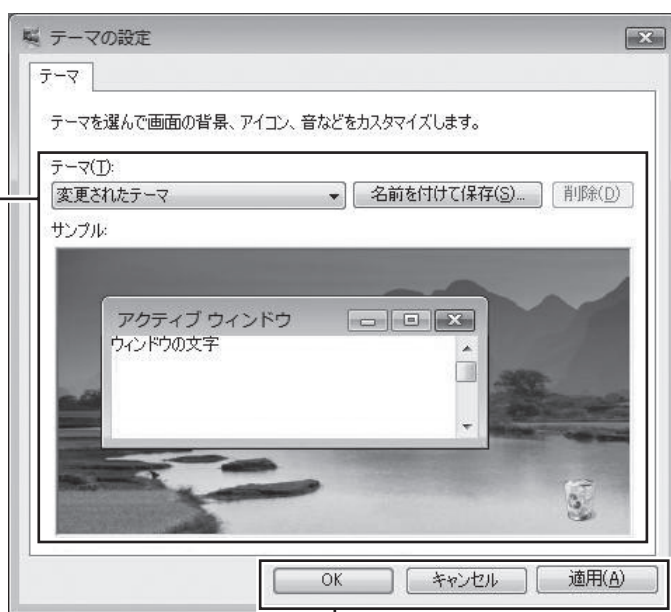 テーマの設定
テーマ
テーマを選んで画面の背景、アイコン、音などをカスタマイズします。
テーマ(T):
変更されたテーマ
名前を付けて保存(S)...
削除(D)
サンプル:
アクティブ ウィンドウ
ウィンドウの文字
OK
キャンセル
適用(A)